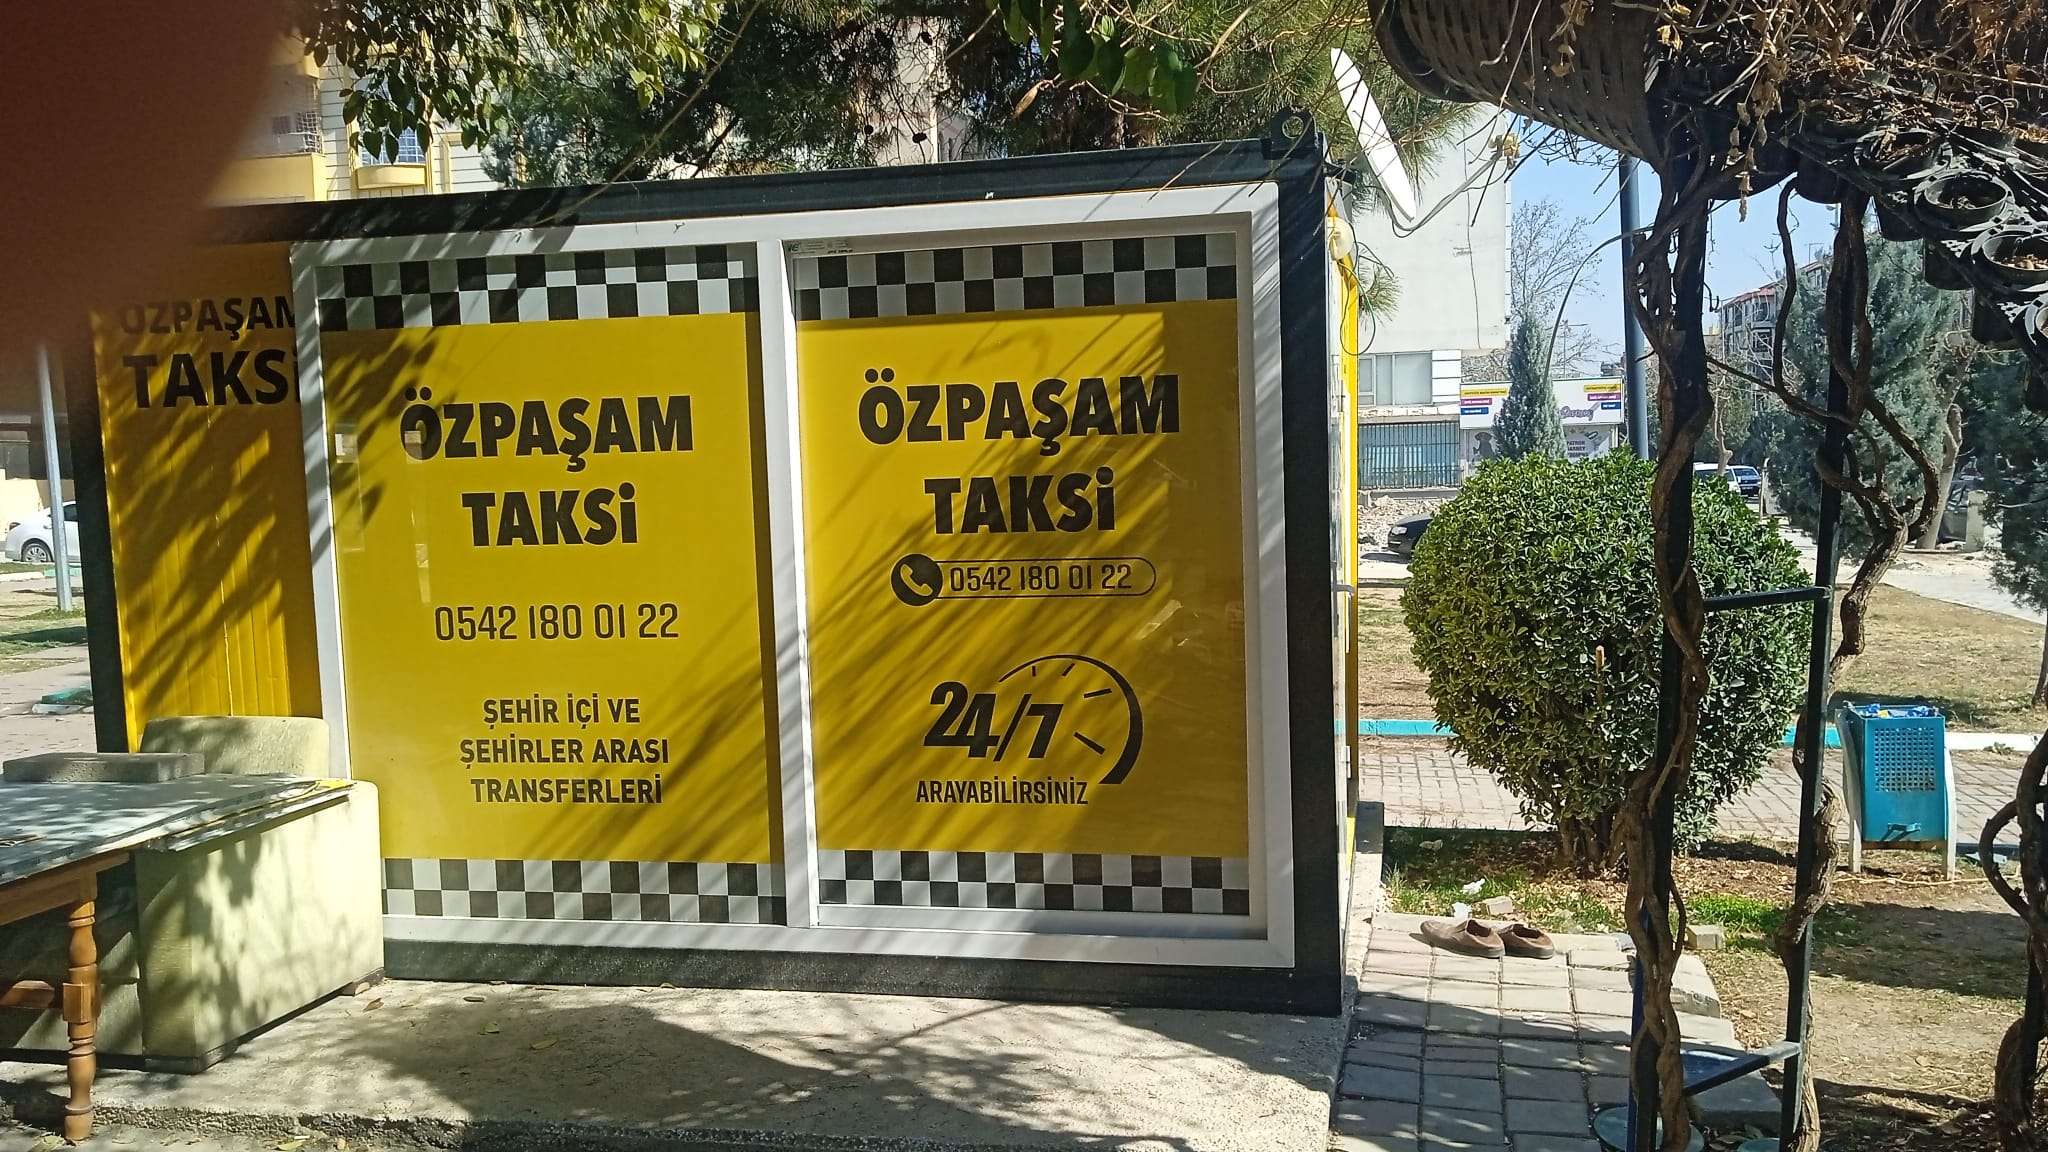 ÖZPAŞAM
TAKSİ
ÖZPAŞAM
TAKSİ
0542 180 01 22
ŞEHİR İÇİ VE
ŞEHİRLER ARASI
TRANSFERLERİ
ÖZPAŞAM
TAKSİ
0542 180 01 22
24/7
ARAYABİLİRSİNİZ